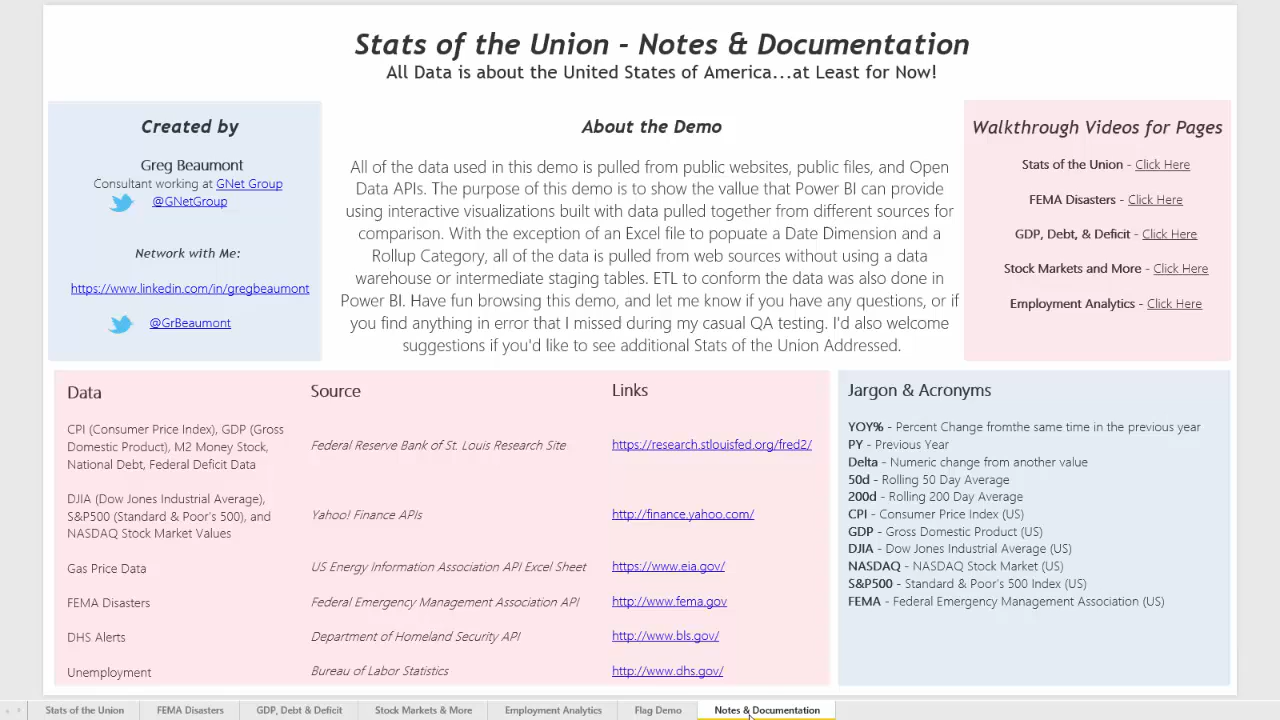 Stats of the Union - Notes & Documentation
All Data is about the United States of America...at Least for Now!
Created by
Greg Beaumont
Consultant working at GNet Group
@GNetGroup
Network with Me:
https://www.linkedin.com/in/gregbeaumont
@GrBeaumont
About the Demo
All of the data used in this demo is pulled from public websites, public files, and Open
Data APIs. The purpose of this demo is to show the vallue that Power BI can provide
using interactive visualizations built with data pulled together from different sources for
comparison. With the exception of an Excel file to popuate a Date Dimension and a
Rollup Category, all of the data is pulled from web sources without using a data
warehouse or intermediate staging tables. ETL to conform the data was also done in
Power BI. Have fun browsing this demo, and let me know if you have any questions, or if
you find anything in error that I missed during my casual QA testing. I'd also welcome
suggestions if you'd like to see additional Stats of the Union Addressed.
Walkthrough Videos for Pages
Stats of the Union - Click Here
FEMA Disasters - Click Here
GDP, Debt, & Deficit - Click Here
Stock Markets and More - Click Here
Employment Analytics - Click Here
Data Source Links
CPI (Consumer Price Index), GDP (Gross
Domestic Product), M2 Money Stock,
National Debt, Federal Deficit Data
Federal Reserve Bank of St. Louis Research Site
https://research.stlouisfed.org/fred2/
DJIA (Dow Jones Industrial Average),
S&P500 (Standard & Poor's 500), and
NASDAQ Stock Market Values
Yahoo! Finance APIs
http://finance.yahoo.com/
Gas Price Data US Energy Information Association API Excel Sheet https://www.eia.gov/
FEMA Disasters Federal Emergency Management Association API http://www.fema.gov
DHS Alerts Department of Homeland Security API http://www.bls.gov/
Unemployment Bureau of Labor Statistics http://www.dhs.gov/
Jargon & Acronyms
YOY% - Percent Change fromthe same time in the previous year
PY - Previous Year
Delta - Numeric change from another value
50d - Rolling 50 Day Average
200d - Rolling 200 Day Average
CPI - Consumer Price Index (US)
GDP - Gross Domestic Product (US)
DJIA - Dow Jones Industrial Average (US)
NASDAQ - NASDAQ Stock Market (US)
S&P500 - Standard & Poor's 500 Index (US)
FEMA - Federal Emergency Management Association (US)
Stats of the Union FEMA Disasters GDP, Debt & Deficit Stock Markets & More Employment Analytics Flag Demo Notes & Documentation